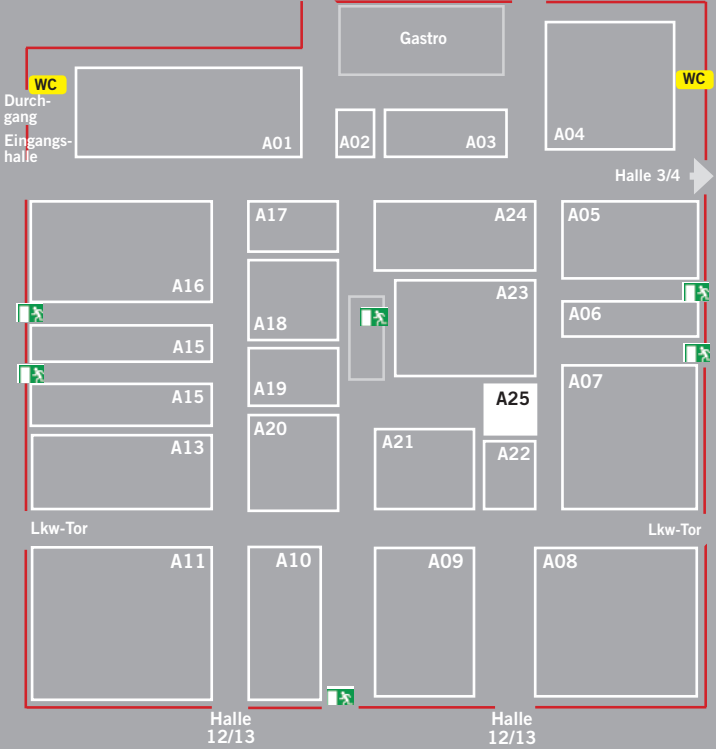 Gastro
WC
WC
Durch-
gang
Eingangs-
halle
A01
A02
A03
A04
Halle 3/4
A16
A17
A24
A05
A18
A23
A06
A15
A15
A19
A25
A07
A13
A20
A21
A22
Lkw-Tor
Lkw-Tor
A11
A10
A09
A08
Halle
12/13
Halle
12/13